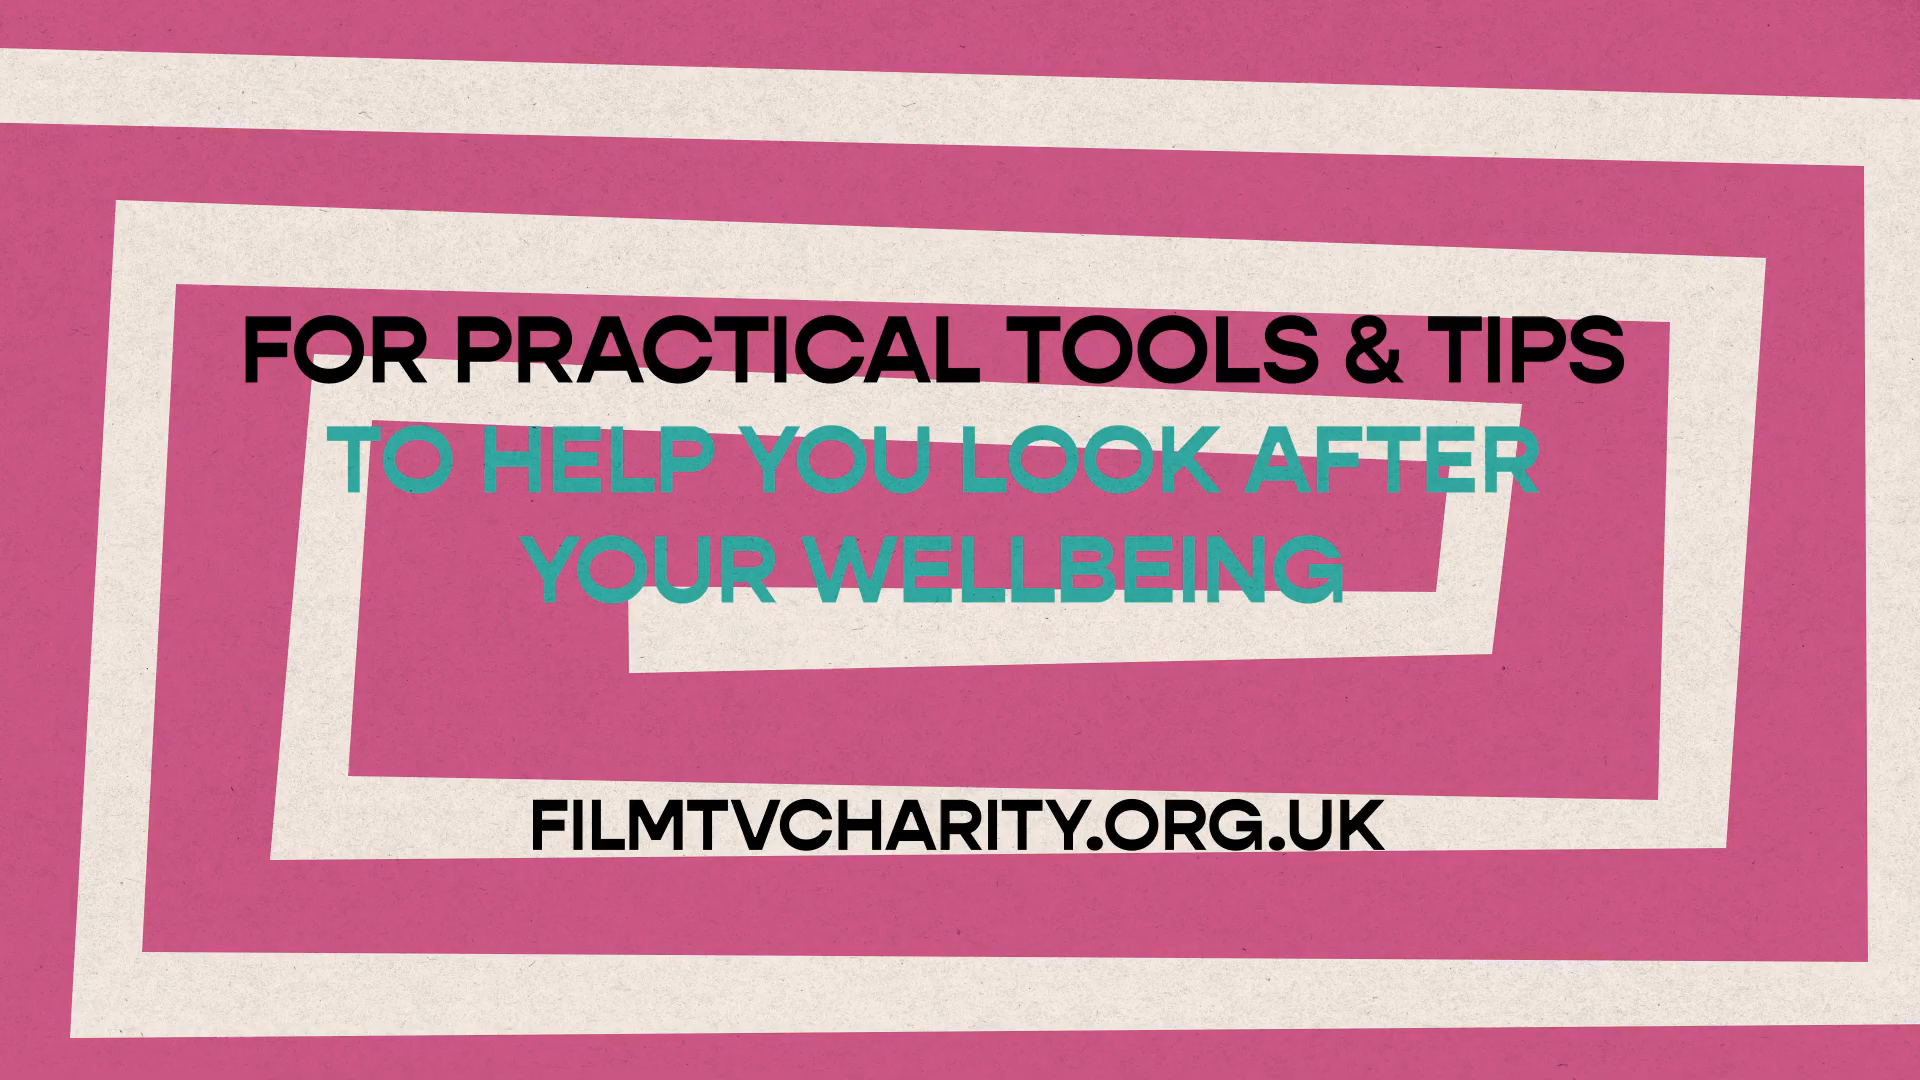 FOR PRACTICAL TOOLS & TIPS
TO HELP YOU LOOK AFTER
YOUR WELLBEING
FILMTVCHARITY.ORG.UK